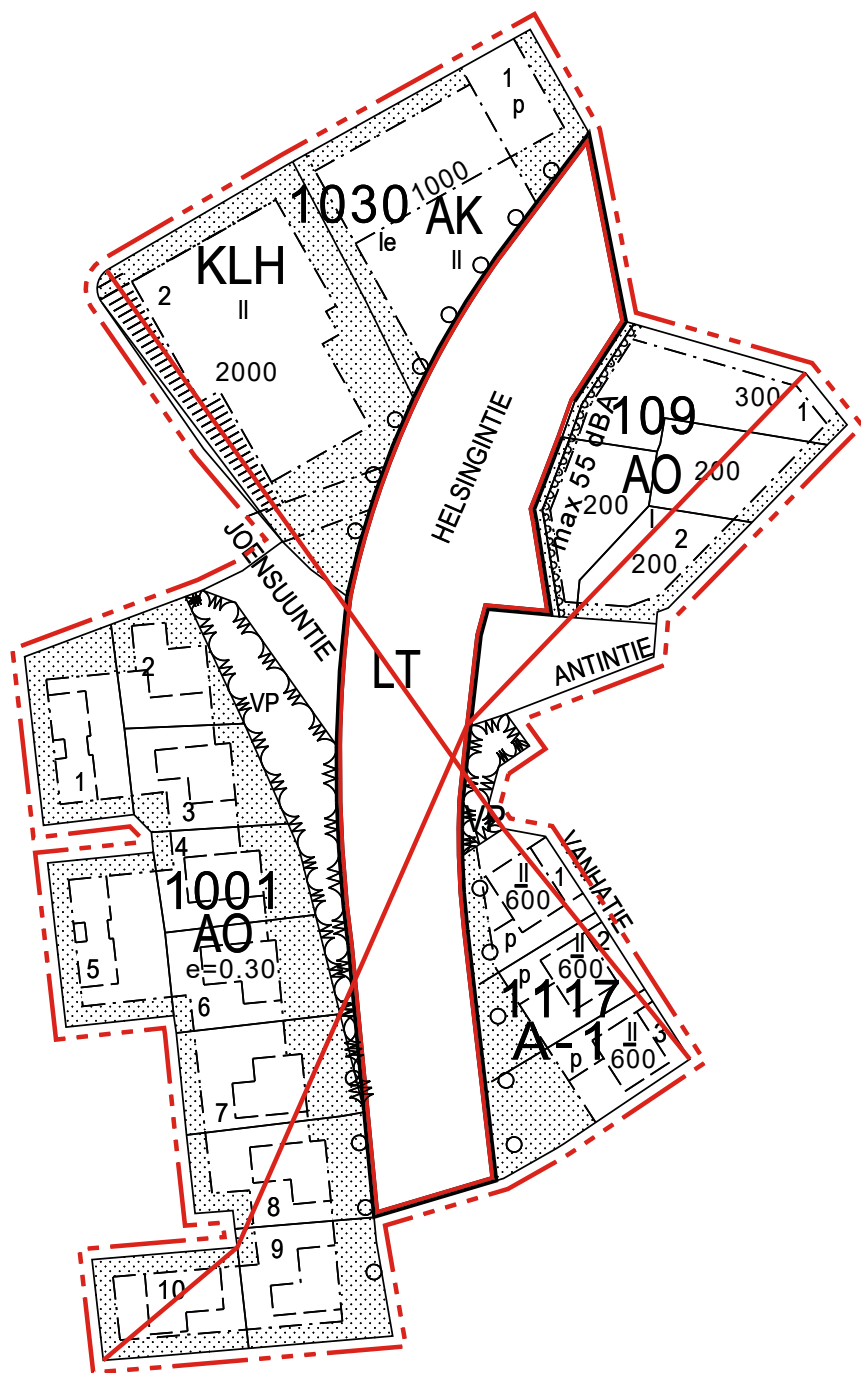 1
p
1000
1030
AK
le
II
KLH
2
II
2000
300
1
109
HELSINGINTIE
max 55 dBA
AO
200
200
I
2
200
JOENSUUNTIE
ANTINTIE
LT
2
VP
1
3
4
VP
VANHATIE
1001
AO
e=0.30
II
600
1
p
II
600
2
p
5
6
1117
A-1
II
600
3
p
7
8
9
10